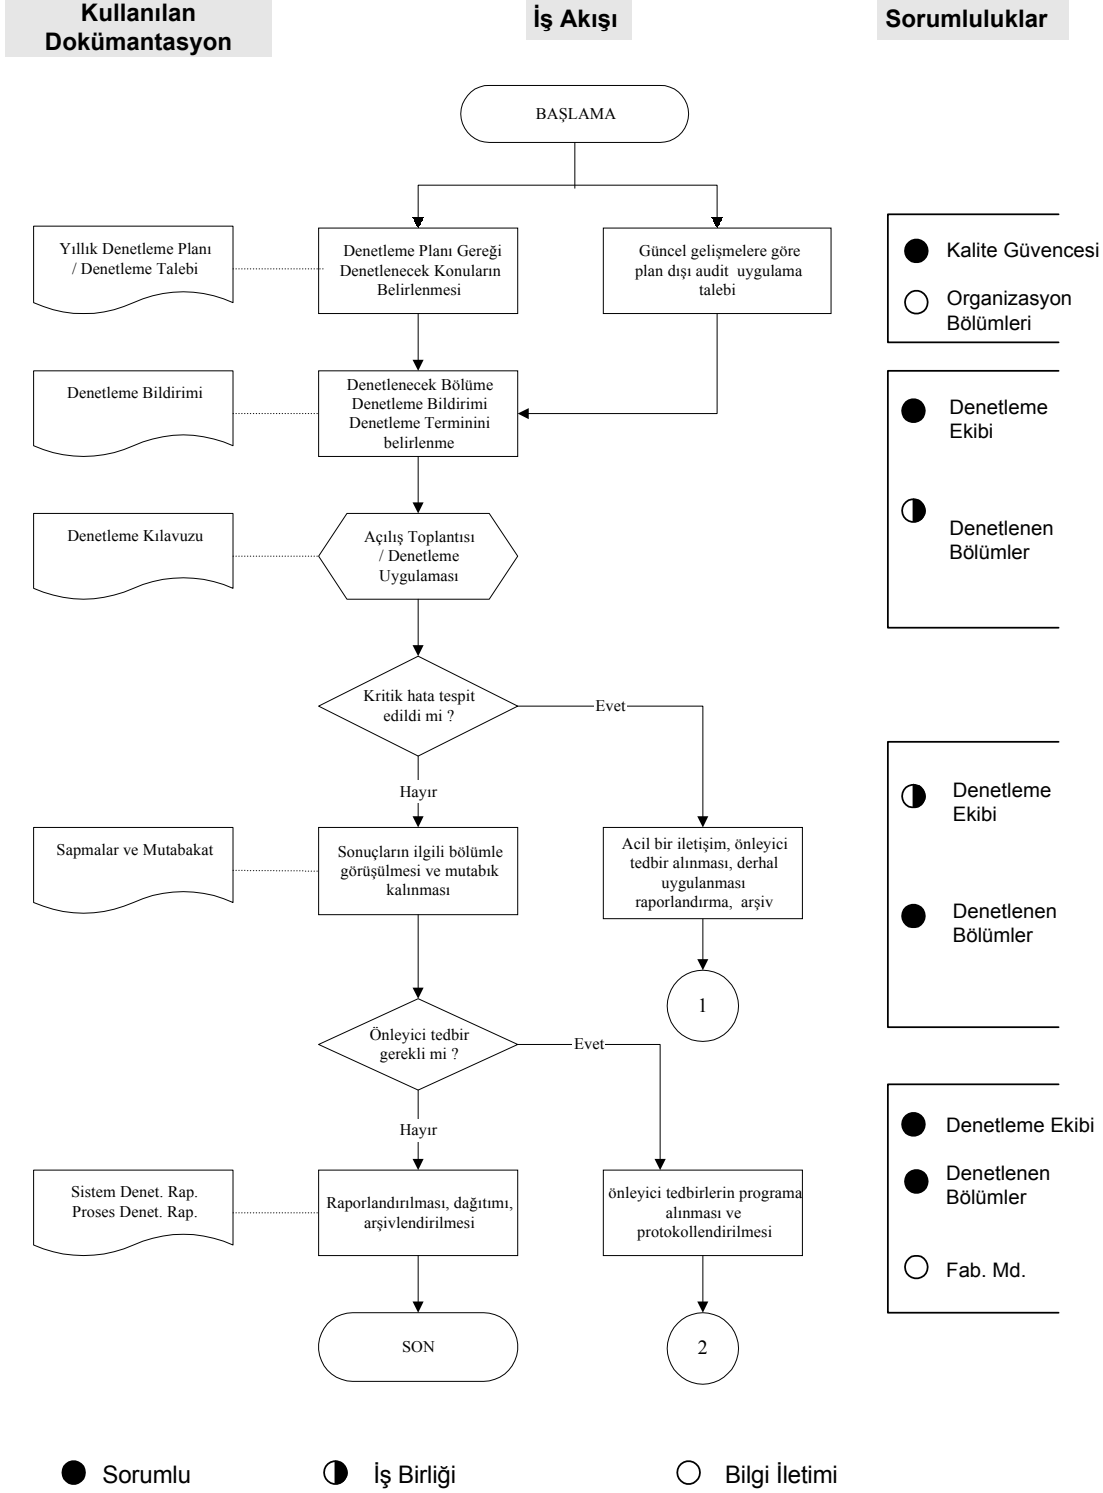 Kullanılan
Dokümantasyon
İş Akışı
Sorumluluklar
BAŞLAMA
Yıllık Denetleme Planı
/ Denetleme Talebi
Denetleme Planı Gereği
Denetlenecek Konuların
Belirlenmesi
Güncel gelişmelere göre
plan dışı audit uygulama
talebi
Kalite Güvencesi
Organizasyon
Bölümleri
Denetleme Bildirimi
Denetlenecek Bölüme
Denetleme Bildirimi
Denetleme Terminini
belirlenme
Denetleme
Ekibi
Denetlenen
Bölümler
Denetleme Kılavuzu
Açılış Toplantısı
/ Denetleme
Uygulaması
Kritik hata tespit
edildi mi ?
Evet
Hayır
Denetleme
Ekibi
Denetlenen
Bölümler
Sapmalar ve Mutabakat
Sonuçların ilgili bölümle
görüşülmesi ve mutabık
kalınması
Acil bir iletişim, önleyici
tedbir alınması, derhal
uygulanması
raporlandırma, arşiv
1
Önleyici tedbir
gerekli mi ?
Evet
Hayır
Denetleme Ekibi
Denetlenen
Bölümler
Fab. Md.
Sistem Denet. Rap.
Proses Denet. Rap.
Raporlandırılması, dağıtımı,
arşivlendirilmesi
önleyici tedbirlerin programa
alınması ve
protokollendirilmesi
SON
2
Sorumlu
İş Birliği
Bilgi İletimi